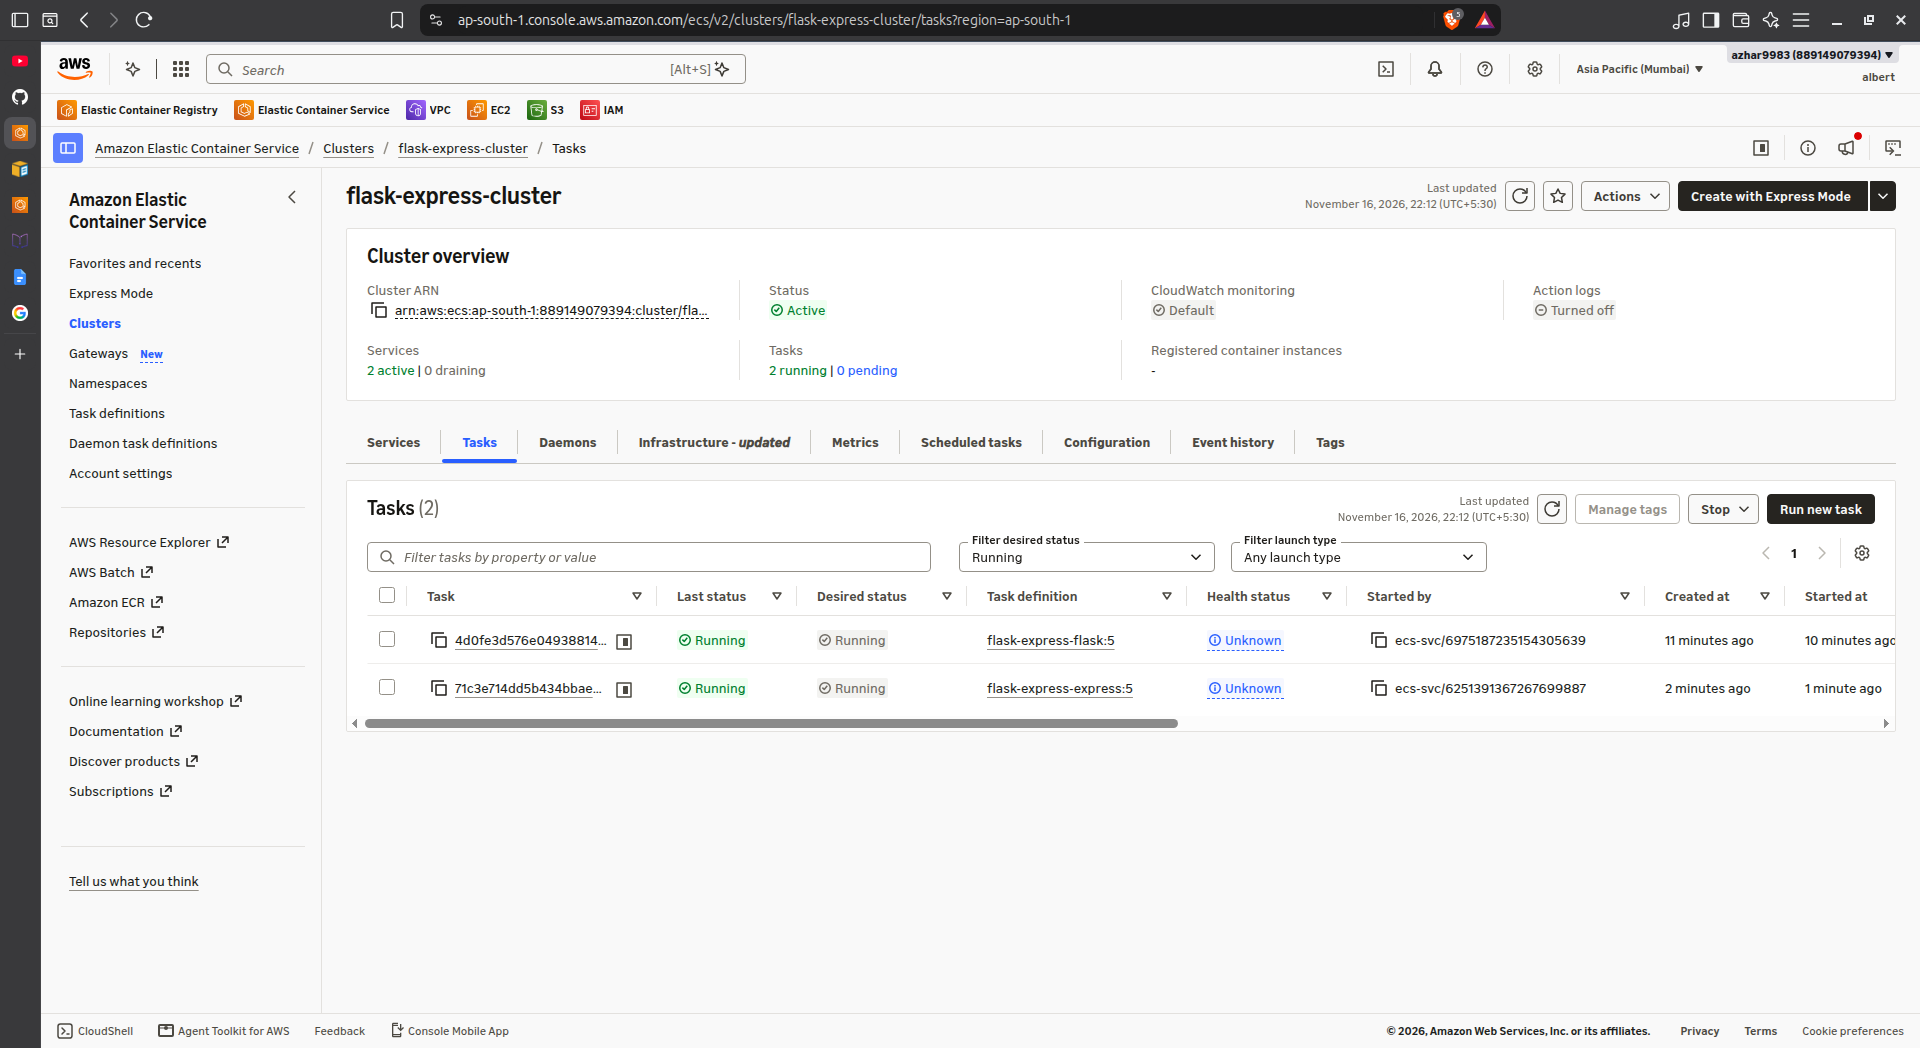 ap-south-1.console.aws.amazon.com/ecs/v2/clusters/flask-express-cluster/tasks?region=ap-south-1
5
aws
Search
[Alt+S]
Asia Pacific (Mumbai)
azhar9983 (889149079394)
albert
Elastic Container Registry
Elastic Container Service
VPC
EC2
S3
IAM
Amazon Elastic Container Service / Clusters / flask-express-cluster / Tasks
Amazon Elastic
Container Service
Favorites and recents
Express Mode
Clusters
Gateways New
Namespaces
Task definitions
Daemon task definitions
Account settings
AWS Resource Explorer
AWS Batch
Amazon ECR
Repositories
Online learning workshop
Documentation
Discover products
Subscriptions
Tell us what you think
flask-express-cluster
Last updated
November 16, 2026, 22:12 (UTC+5:30)
Actions
Create with Express Mode
Cluster overview
Cluster ARN
arn:aws:ecs:ap-south-1:889149079394:cluster/fla...
Status
Active
CloudWatch monitoring
Default
Action logs
Turned off
Services
2 active | 0 draining
Tasks
2 running | 0 pending
Registered container instances
-
Services
Tasks
Daemons
Infrastructure - updated
Metrics
Scheduled tasks
Configuration
Event history
Tags
Tasks (2)
Last updated
November 16, 2026, 22:12 (UTC+5:30)
Manage tags
Stop
Run new task
Filter tasks by property or value
Filter desired status
Running
Filter launch type
Any launch type
1
Task Last status Desired status Task definition Health status Started by Created at Started at
4d0fe3d576e04938814... Running Running flask-express-flask:5 Unknown ecs-svc/6975187235154305639 11 minutes ago 10 minutes ago
71c3e714dd5b434bbae... Running Running flask-express-express:5 Unknown ecs-svc/6251391367267699887 2 minutes ago 1 minute ago
CloudShell
Agent Toolkit for AWS
Feedback
Console Mobile App
© 2026, Amazon Web Services, Inc. or its affiliates.
Privacy
Terms
Cookie preferences